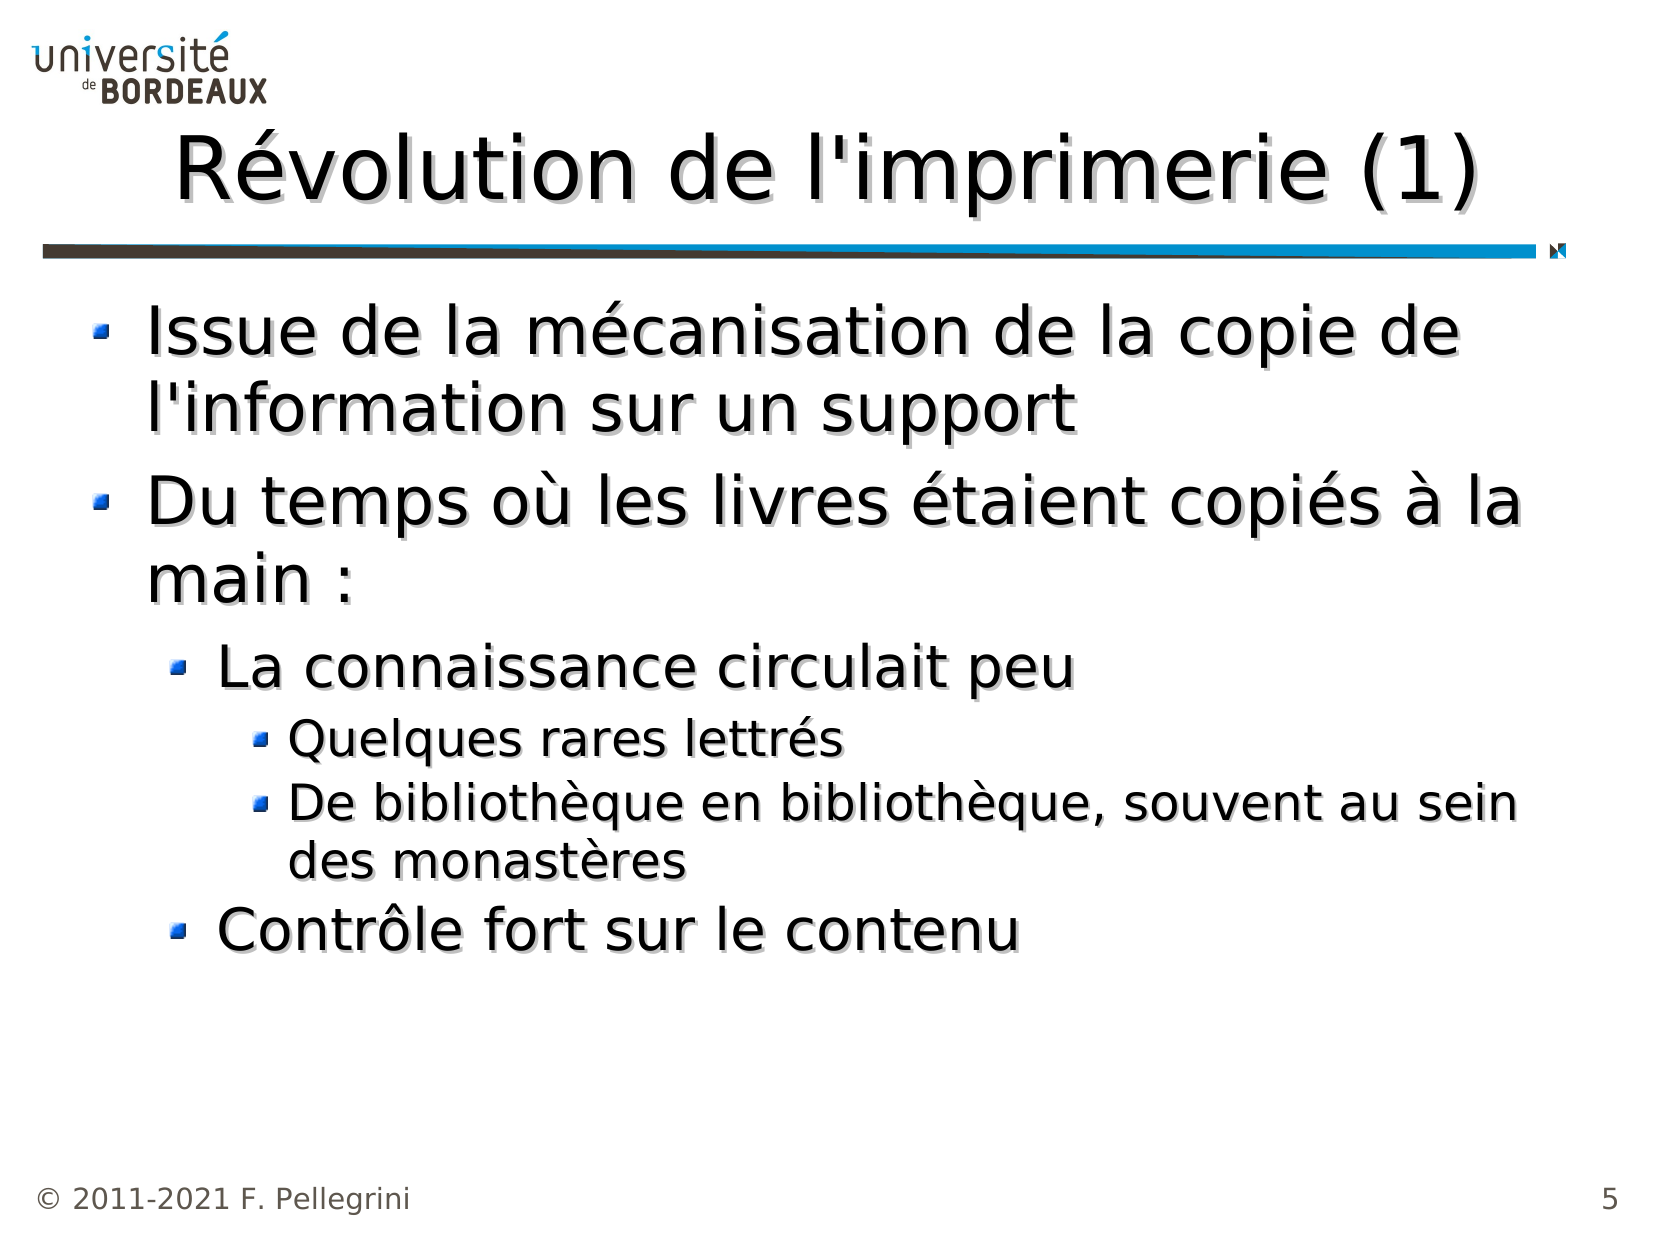 université
de BORDEAUX
Révolution de l'imprimerie (1)
Issue de la mécanisation de la copie de
l'information sur un support
Du temps où les livres étaient copiés à la
main :
La connaissance circulait peu
Quelques rares lettrés
De bibliothèque en bibliothèque, souvent au sein
des monastères
Contrôle fort sur le contenu
© 2011-2021 F. Pellegrini
5